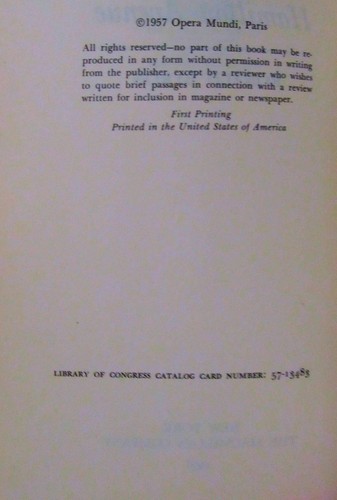 ©1957 Opera Mundi, Paris
All rights reserved—no part of this book may be re-
produced in any form without permission in writing
from the publisher, except by a reviewer who wishes
to quote brief passages in connection with a review
written for inclusion in magazine or newspaper.
First Printing
Printed in the United States of America
LIBRARY OF CONGRESS CATALOG CARD NUMBER: 57-13483